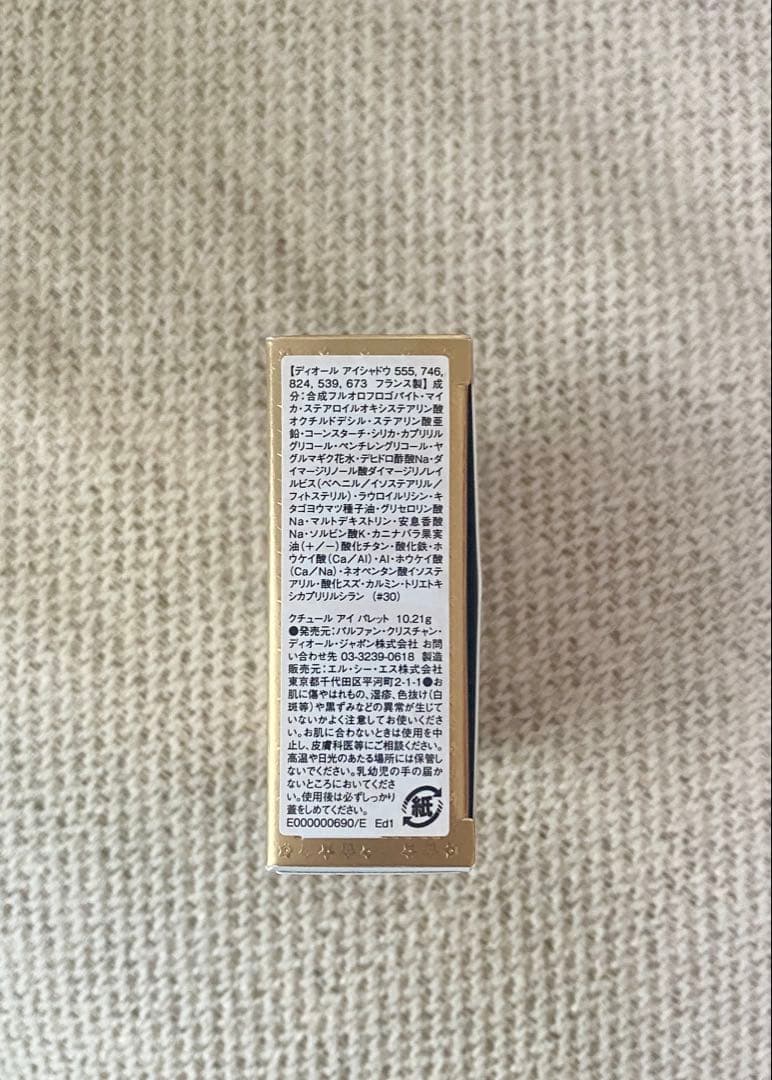 【ディオール アイシャドウ 555, 746,
824, 539, 673 フランス製】 成
分：合成フルオロフロゴパイト・マイ
カ・ステアロイルオキシステアリン酸
オクチルドデシル・ステアリン酸亜
鉛・コーンスターチ・シリカ・カプリリル
グリコール・ペンチレングリコール・ヤ
グルマギク花水・デヒドロ酢酸Na・ダ
イマージリノール酸ダイマージリノレイ
ルビス（ベヘニル／イソステアリル／
フィトステリル）・ラウロイルリシン・キ
タゴヨウマツ種子油・グリセロリン酸
Na・マルトデキストリン・安息香酸
Na・ソルビン酸K・カニナバラ果実
油（＋／－）酸化チタン・酸化鉄・ホ
ウケイ酸（Ca／Al）・Al・ホウケイ酸
（Ca／Na）・ネオペンタン酸イソステ
アリル・酸化スズ・カルミン・トリエトキ
シカプリリルシラン （#30）
クチュール アイ パレット 10.21g
●発売元：パルファン・クリスチャン・
ディオール・ジャポン株式会社 お問
い合わせ先 03-3239-0618 製造
販売元：エル・シー・エス株式会社
東京都千代田区平河町2-1-1●お
肌に傷やはれもの、湿疹、色抜け(白
斑等)や黒ずみなどの異常が生じて
いないかよく注意してお使いくださ
い。お肌に合わないときは使用を中
止し、皮膚科医等にご相談ください。
高温や日光のあたる場所には保管し
ないでください。乳幼児の手の届か
ないところにおいてくださ
い。使用後は必ずしっかり
蓋をしめてください。
E000000690/E Ed1
紙